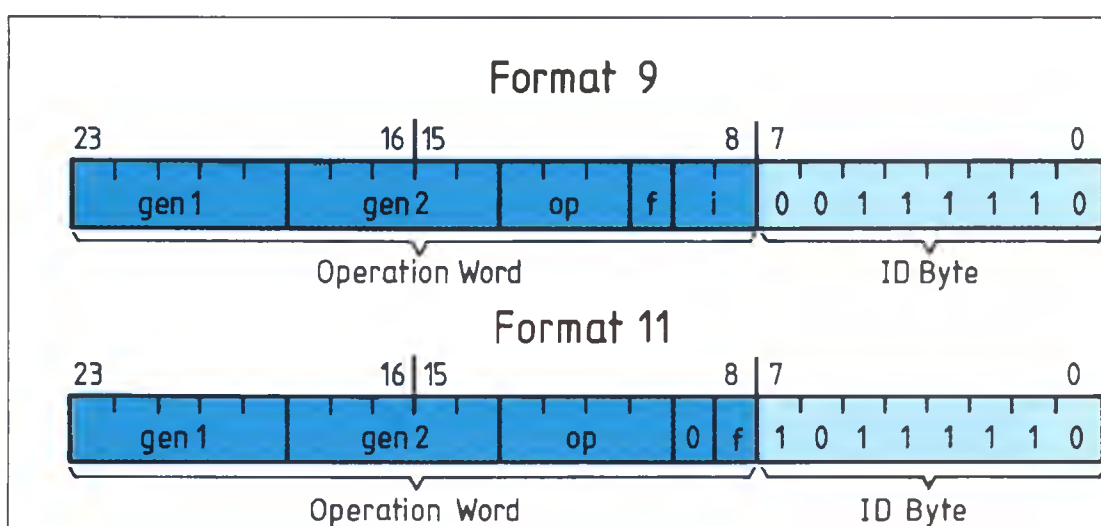 Format 9
23 16 15 8 7 0
gen 1 gen 2 op f i 0 0 1 1 1 1 1 0
Operation Word ID Byte
Format 11
23 16 15 8 7 0
gen 1 gen 2 op 0 f 1 0 1 1 1 1 1 0
Operation Word ID Byte